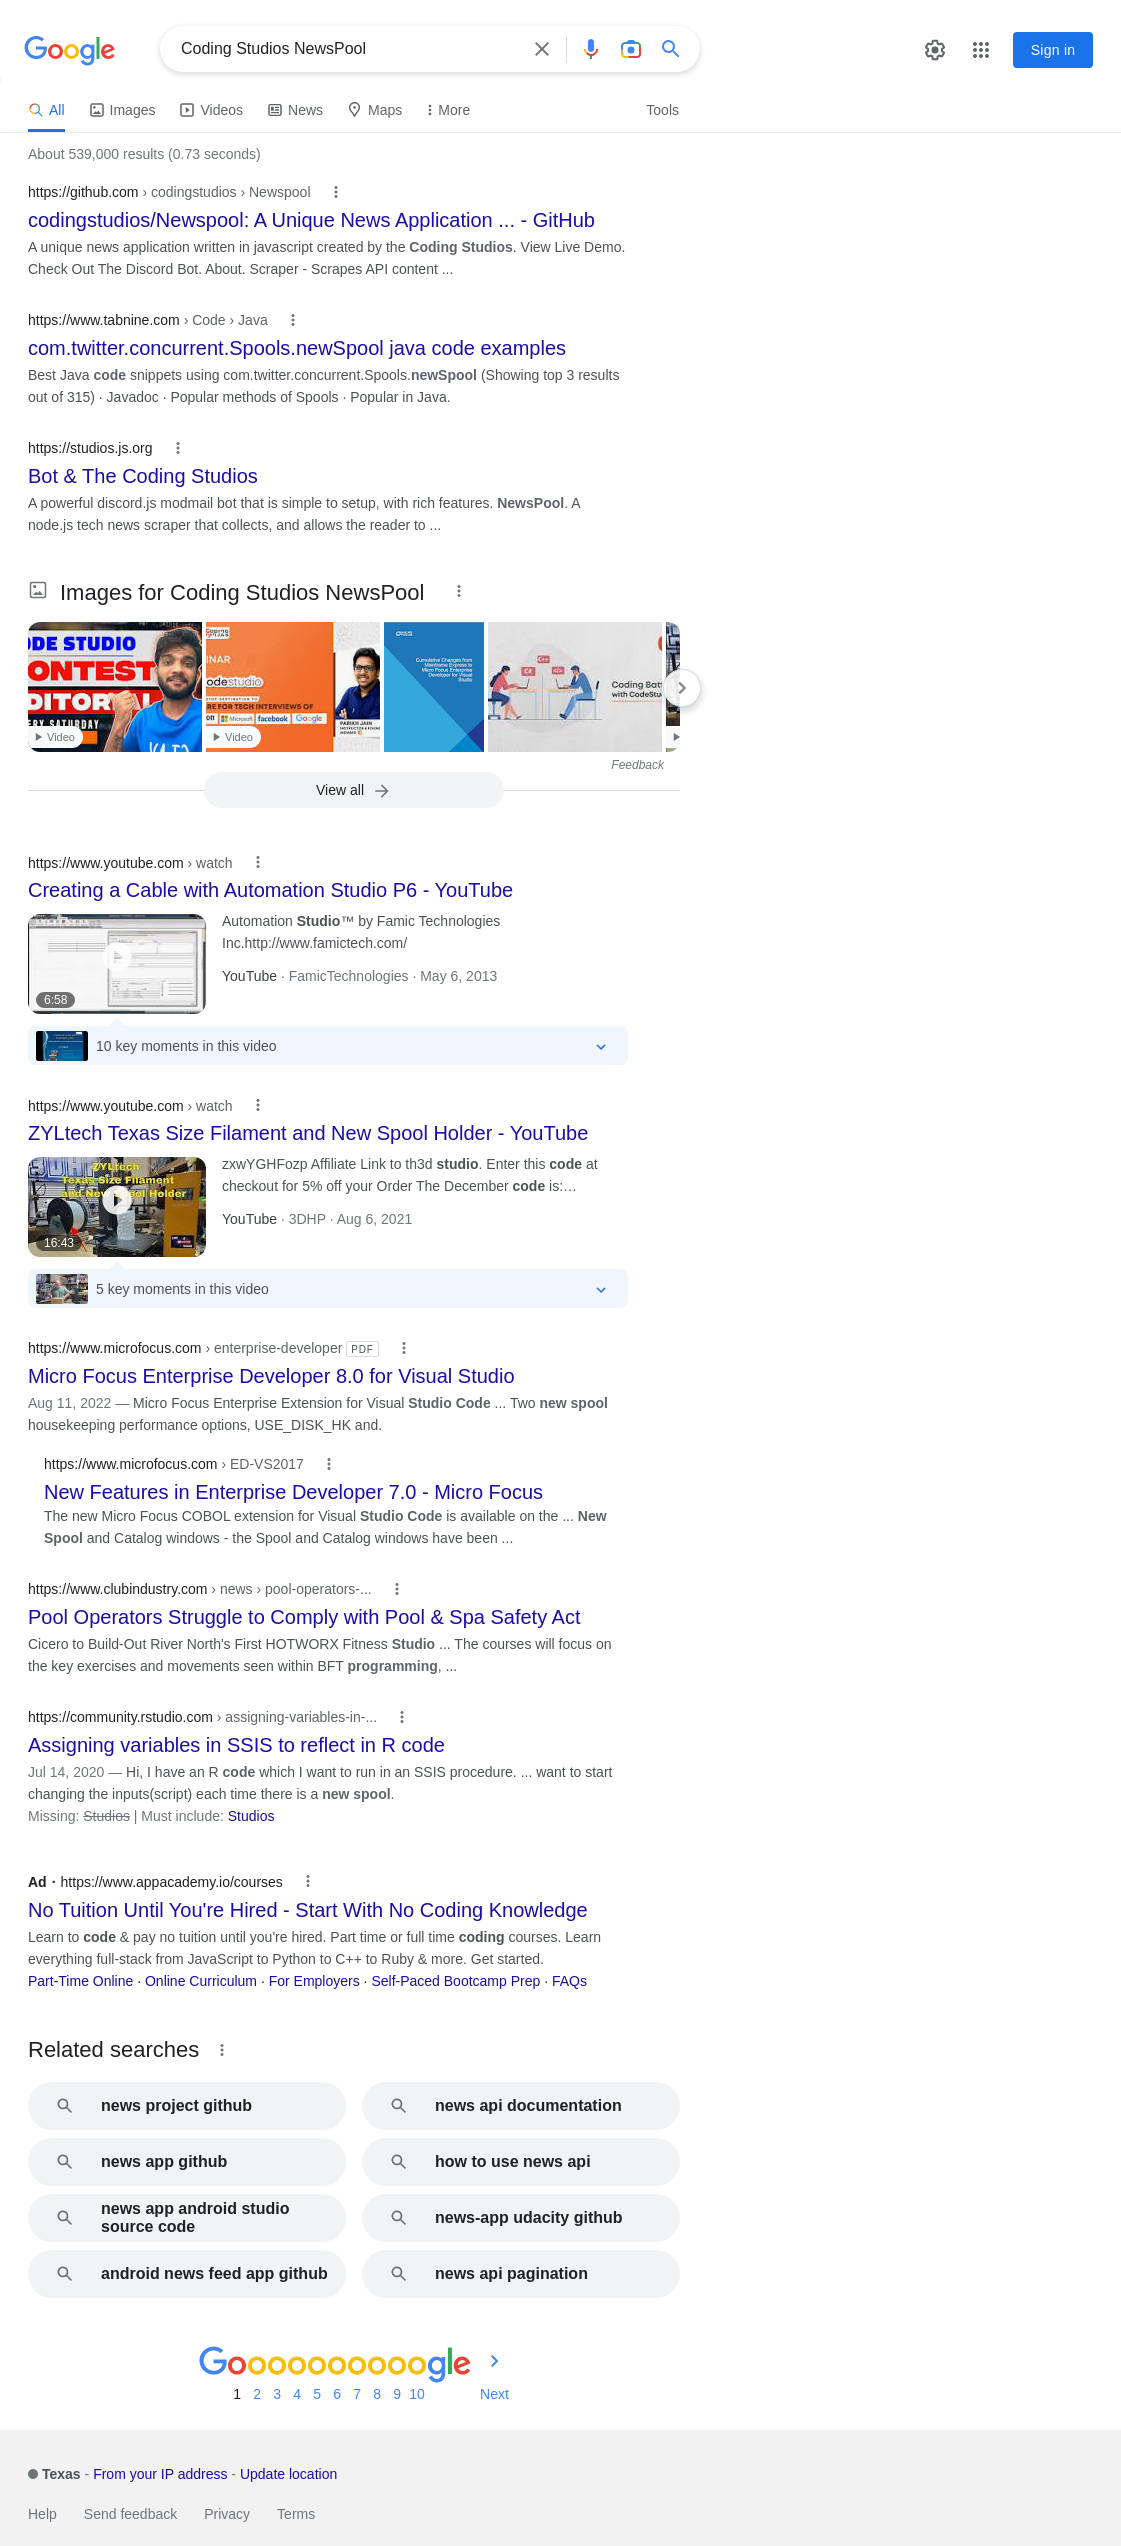 Google
Coding Studios NewsPool
Sign in
All
Images
Videos
News
Maps
More
Tools
About 539,000 results (0.73 seconds)
https://github.com › codingstudios › Newspool
codingstudios/Newspool: A Unique News Application ... - GitHub
A unique news application written in javascript created by the Coding Studios. View Live Demo.
Check Out The Discord Bot. About. Scraper - Scrapes API content ...
https://www.tabnine.com › Code › Java
com.twitter.concurrent.Spools.newSpool java code examples
Best Java code snippets using com.twitter.concurrent.Spools.newSpool (Showing top 3 results
out of 315) · Javadoc · Popular methods of Spools · Popular in Java.
https://studios.js.org
Bot & The Coding Studios
A powerful discord.js modmail bot that is simple to setup, with rich features. NewsPool. A
node.js tech news scraper that collects, and allows the reader to ...
Images for Coding Studios NewsPool
ODE STUDIO
ONTEST
EDITORIAL
ERY SATURDAY
Video
CODING NINJAS
INAR
codestudio
RE FOR TECH INTERVIEWS OF
Microsoft
facebook
Google
PARIKH JAIN
Video
Cumulative Changes from
Mainframe Express to
Micro Focus Enterprise
Developer for Visual
Studio
C++
C#
</>
Coding Batt
with CodeStu
Feedback
View all
https://www.youtube.com › watch
Creating a Cable with Automation Studio P6 - YouTube
Automation Studio™ by Famic Technologies
Inc.http://www.famictech.com/
YouTube · FamicTechnologies · May 6, 2013
6:58
10 key moments in this video
https://www.youtube.com › watch
ZYLtech Texas Size Filament and New Spool Holder - YouTube
ZYLtech
Texas Size Filament
and New Spool Holder
16:43
zxwYGHFozp Affiliate Link to th3d studio. Enter this code at
checkout for 5% off your Order The December code is:…
YouTube · 3DHP · Aug 6, 2021
5 key moments in this video
https://www.microfocus.com › enterprise-developer PDF
Micro Focus Enterprise Developer 8.0 for Visual Studio
Aug 11, 2022 — Micro Focus Enterprise Extension for Visual Studio Code ... Two new spool
housekeeping performance options, USE_DISK_HK and.
https://www.microfocus.com › ED-VS2017
New Features in Enterprise Developer 7.0 - Micro Focus
The new Micro Focus COBOL extension for Visual Studio Code is available on the ... New
Spool and Catalog windows - the Spool and Catalog windows have been ...
https://www.clubindustry.com › news › pool-operators-...
Pool Operators Struggle to Comply with Pool & Spa Safety Act
Cicero to Build-Out River North's First HOTWORX Fitness Studio ... The courses will focus on
the key exercises and movements seen within BFT programming, ...
https://community.rstudio.com › assigning-variables-in-...
Assigning variables in SSIS to reflect in R code
Jul 14, 2020 — Hi, I have an R code which I want to run in an SSIS procedure. ... want to start
changing the inputs(script) each time there is a new spool.
Missing: Studios | Must include: Studios
Ad · https://www.appacademy.io/courses
No Tuition Until You're Hired - Start With No Coding Knowledge
Learn to code & pay no tuition until you're hired. Part time or full time coding courses. Learn
everything full-stack from JavaScript to Python to C++ to Ruby & more. Get started.
Part-Time Online · Online Curriculum · For Employers · Self-Paced Bootcamp Prep · FAQs
Related searches
news project github
news api documentation
news app github
how to use news api
news app android studio
source code
news-app udacity github
android news feed app github
news api pagination
Goooooooooogle
1 2 3 4 5 6 7 8 9 10 Next
Texas - From your IP address - Update location
Help Send feedback Privacy Terms